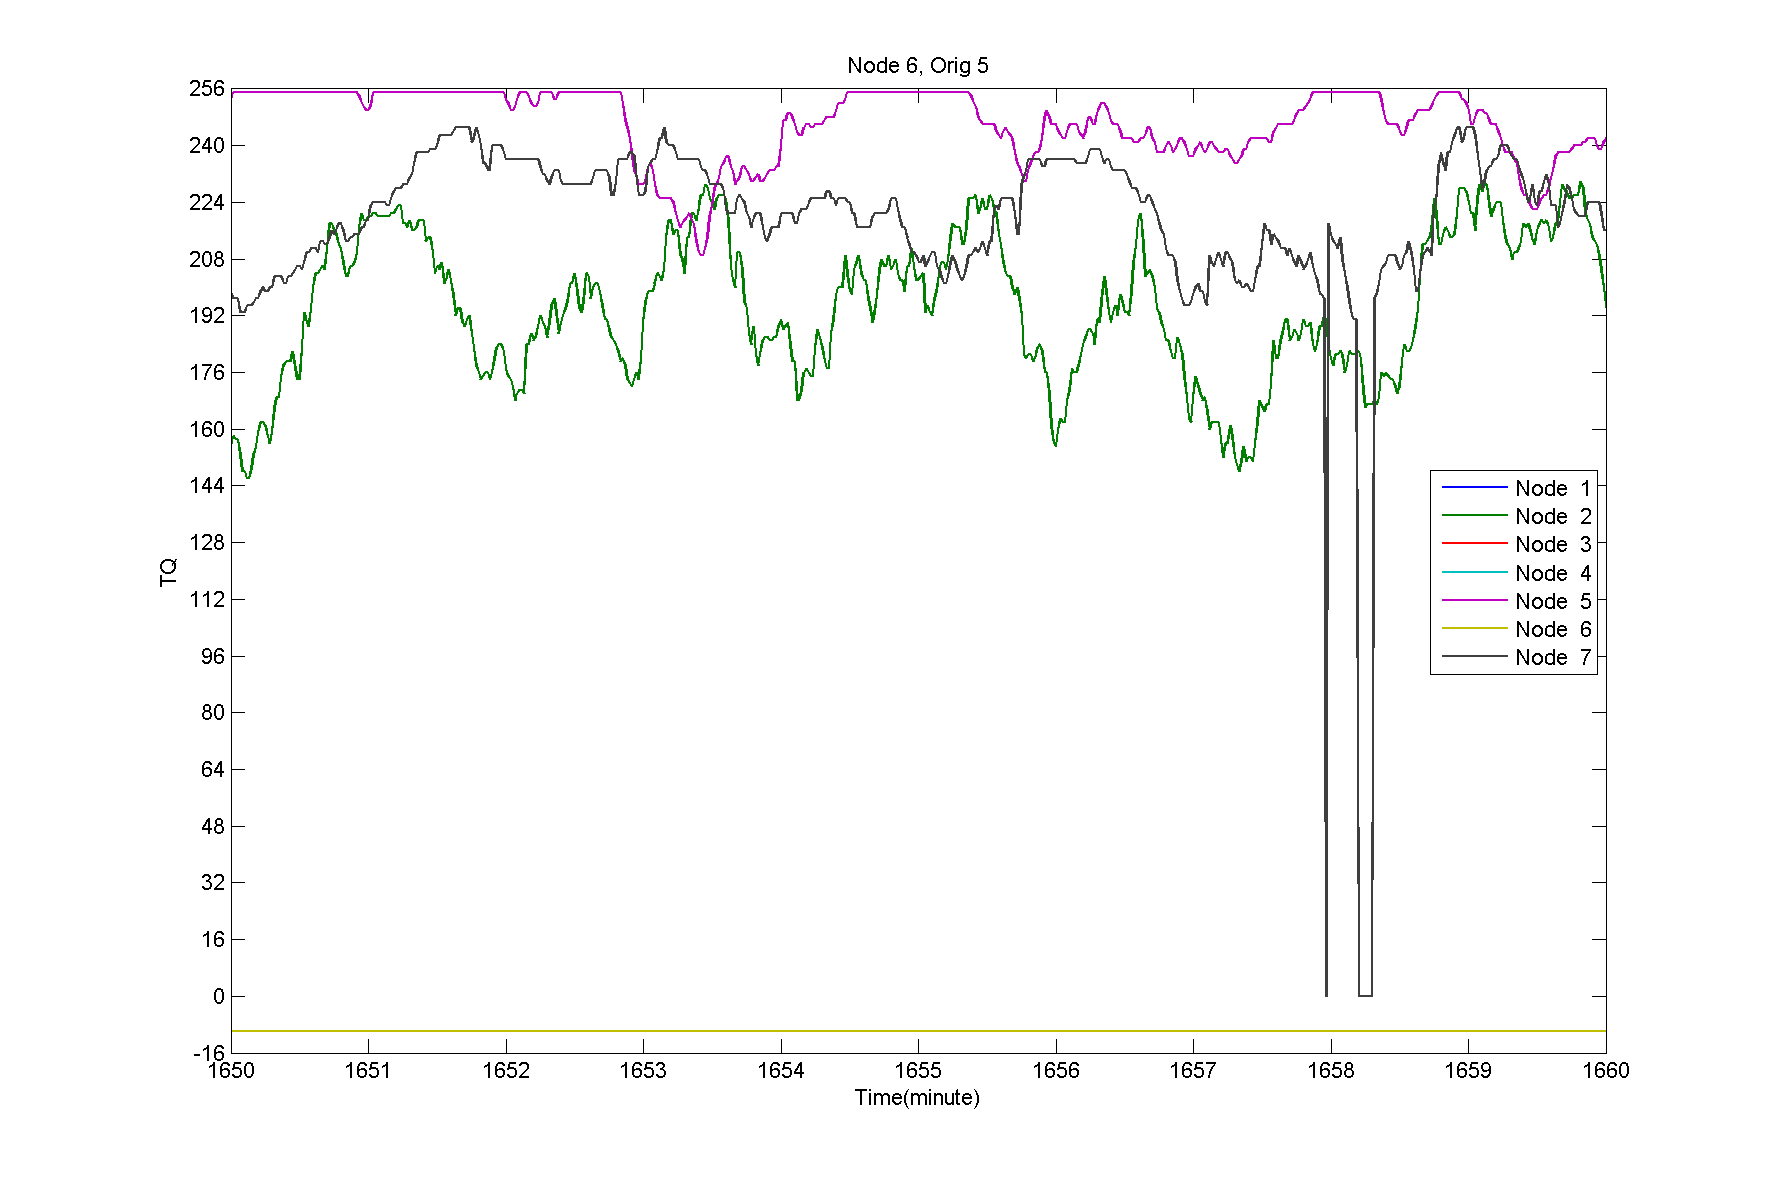 Node 6, Orig 5
256
240
224
208
192
176
160
144
128
112
96
80
64
48
32
16
0
-16
TQ
Node 1
Node 2
Node 3
Node 4
Node 5
Node 6
Node 7
1650 1651 1652 1653 1654 1655 1656 1657 1658 1659 1660
Time(minute)